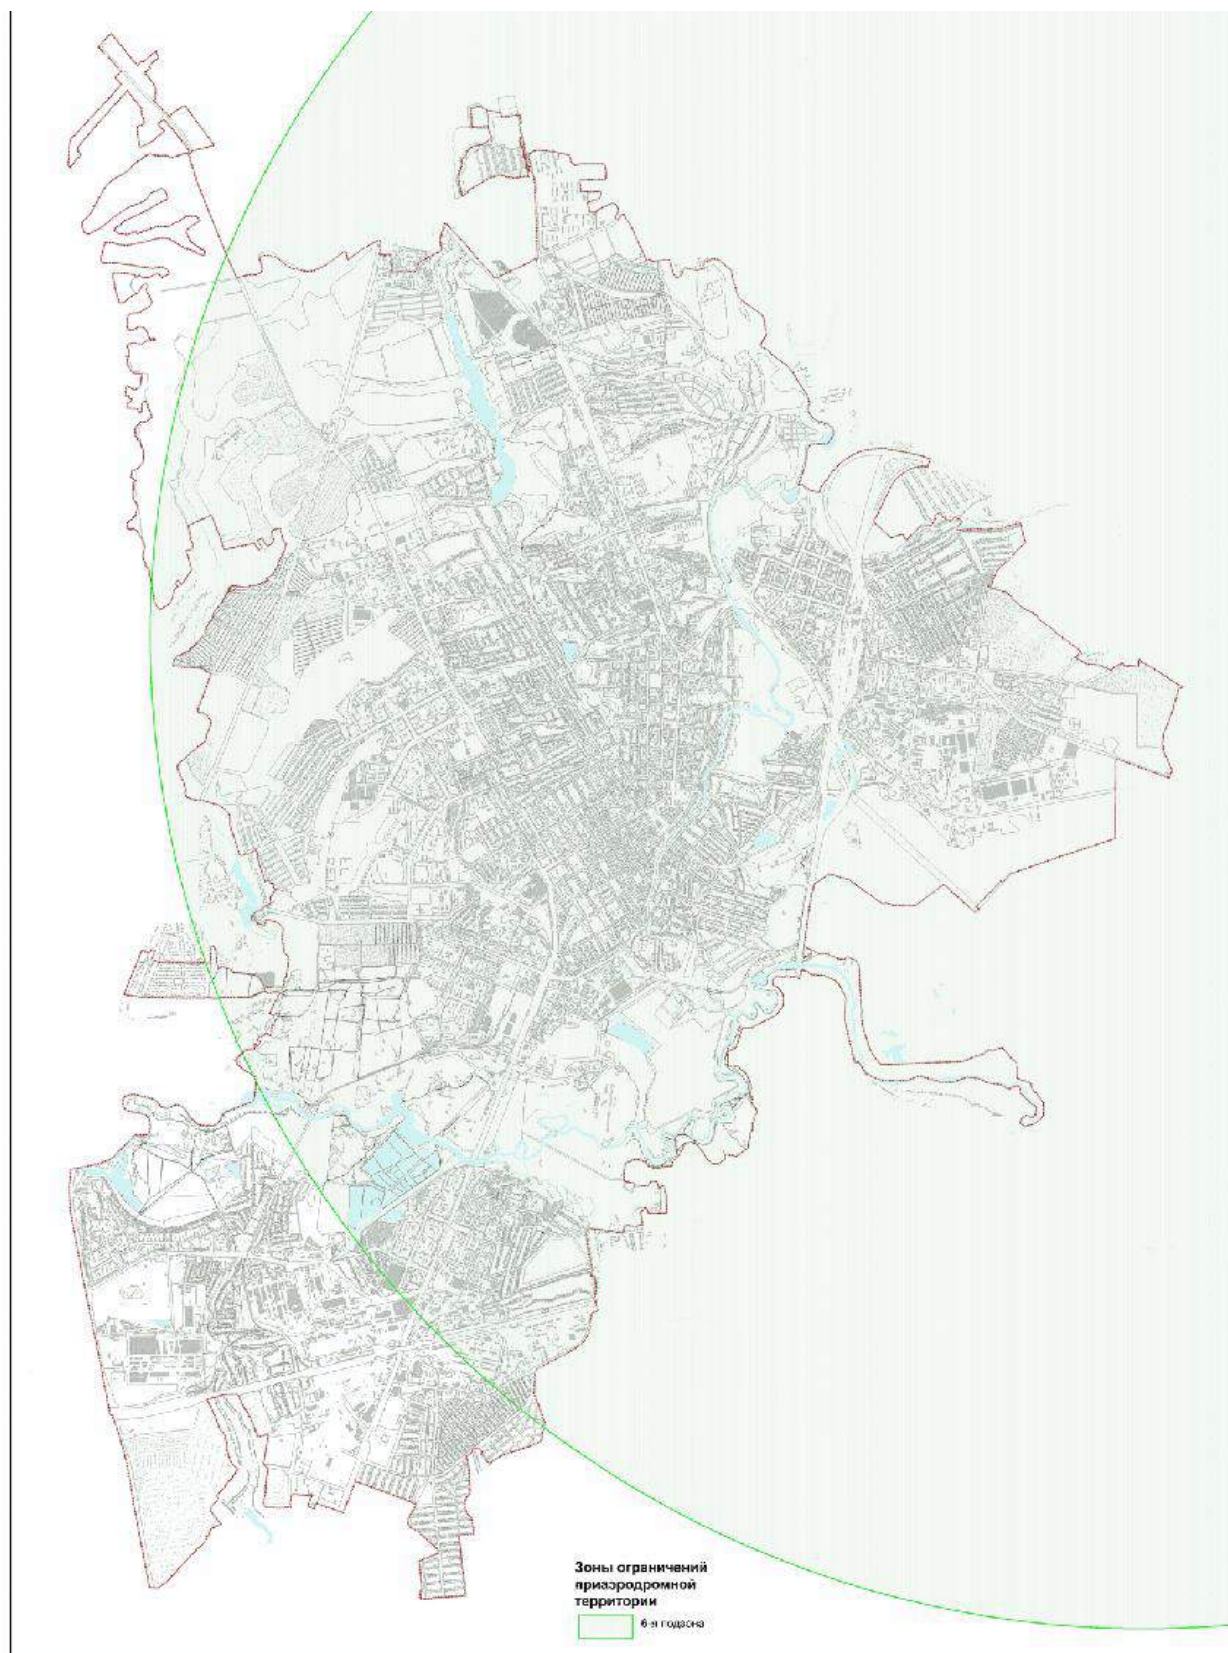 Зоны ограничений
приаэродромной
территории
6-я подзона